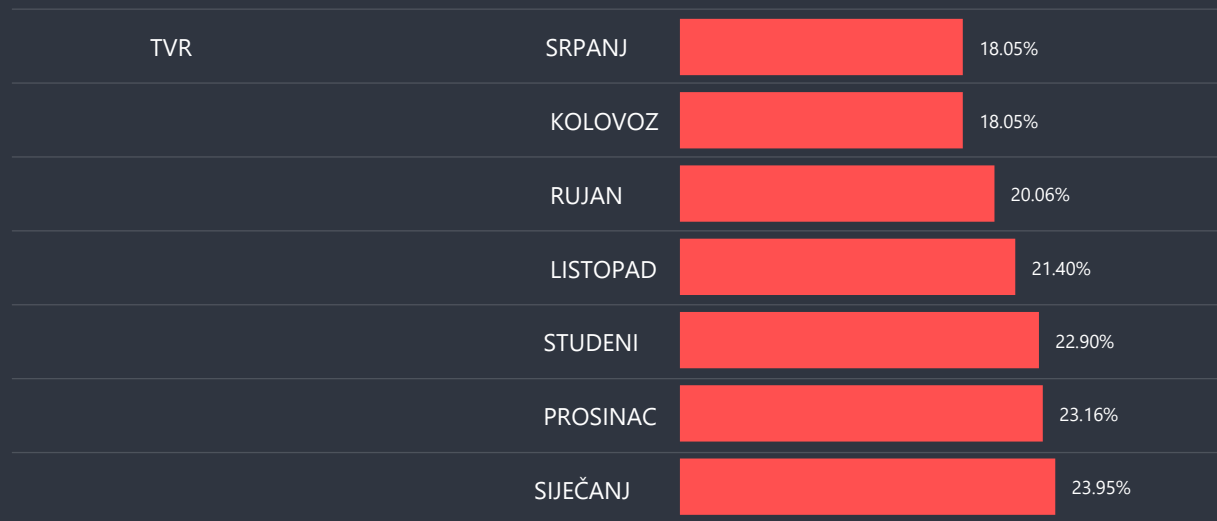 TVR SRPANJ 18.05%
KOLOVOZ 18.05%
RUJAN 20.06%
LISTOPAD 21.40%
STUDENI 22.90%
PROSINAC 23.16%
SIJEČANJ 23.95%